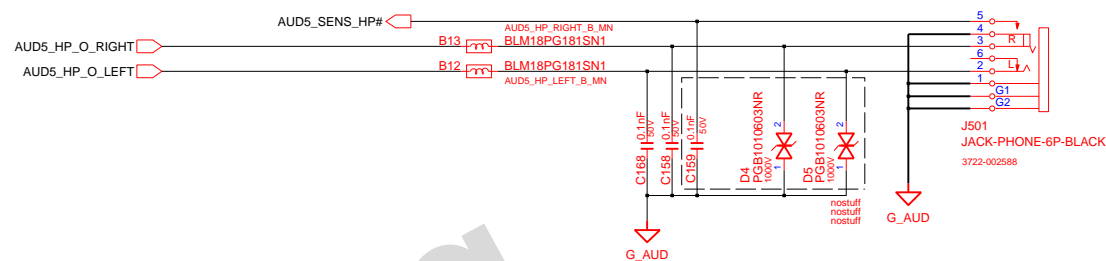 AUD5_SENS_HP#
AUD5_HP_RIGHT_B_MN
AUD5_HP_O_RIGHT
B13
BLM18PG181SN1
AUD5_HP_O_LEFT
B12
BLM18PG181SN1
AUD5_HP_LEFT_B_MN
5
4
R
3
6
L
2
1
G1
G2
J501
JACK-PHONE-6P-BLACK
3722-002588
C168
0.1nF
50V
C158
0.1nF
50V
C159
0.1nF
50V
D4
PGB1010603NR
1000V
2
1
D5
PGB1010603NR
1000V
2
1
nostuff
nostuff
nostuff
G_AUD
G_AUD